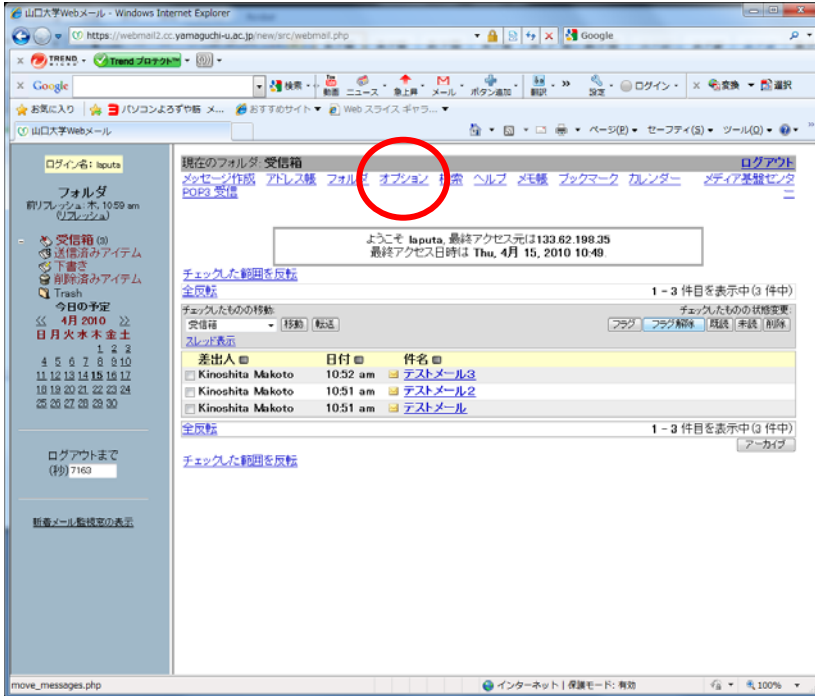 山口大学Webメール - Windows Internet Explorer
https://webmail2.cc.yamaguchi-u.ac.jp/new/src/webmail.php
Google
TREND
Trend プロテクト
Google
検索
動画 ニュース 急上昇 メール ボタン追加 翻訳 設定 ログイン 変換 選択
お気に入り パソコンよろずや筋 メ... おすすめサイト Web スライス ギャラ...
山口大学Webメール
ページ(P) セーフティ(S) ツール(O)
ログイン名: laputa
フォルダ
前リフレッシュ: 木, 10:59 am
(リフレッシュ)
受信箱 (3)
送信済みアイテム
下書き
削除済みアイテム
Trash
今日の予定
<< 4月 2010 >>
日 月 火 水 木 金 土
1 2 3
4 5 6 7 8 9 10
11 12 13 14 15 16 17
18 19 20 21 22 23 24
25 26 27 28 29 30
ログアウトまで
(秒) 7163
新着メール監視窓の表示
現在のフォルダ: 受信箱 ログアウト
メッセージ作成 アドレス帳 フォルダ オプション 検索 ヘルプ メモ帳 ブックマーク カレンダー メディア基盤センター
POP3 受信
ようこそ laputa, 最終アクセス元は133.62.198.35
最終アクセス日時は Thu, 4月 15, 2010 10:49.
チェックした範囲を反転
全反転 1 - 3 件目を表示中 (3 件中)
チェックしたものの移動: チェックしたものの状態変更:
受信箱 移動 転送 フラグ フラグ解除 既読 未読 削除
スレッド表示
差出人 日付 件名
Kinoshita Makoto 10:52 am テストメール3
Kinoshita Makoto 10:51 am テストメール2
Kinoshita Makoto 10:51 am テストメール
全反転 1 - 3 件目を表示中 (3 件中)
アーカイブ
チェックした範囲を反転
move_messages.php インターネット | 保護モード: 有効 100%